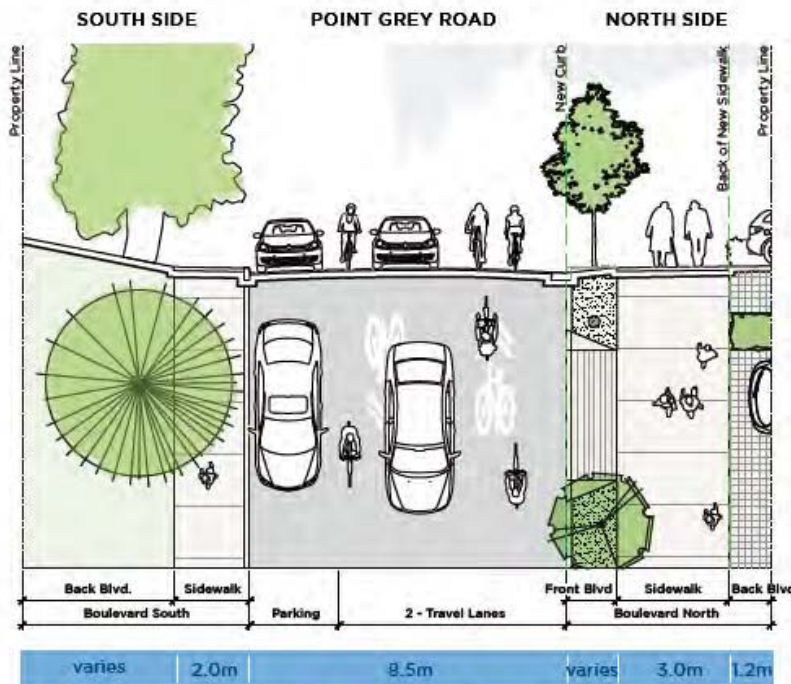 SOUTH SIDE POINT GREY ROAD NORTH SIDE
Property Line
New Curb
Back of New Sidewalk
Property Line
Back Blvd. Sidewalk Front Blvd Sidewalk Back Blvd
Boulevard South Parking 2 - Travel Lanes Boulevard North
varies 2.0m 8.5m varies 3.0m 1.2m